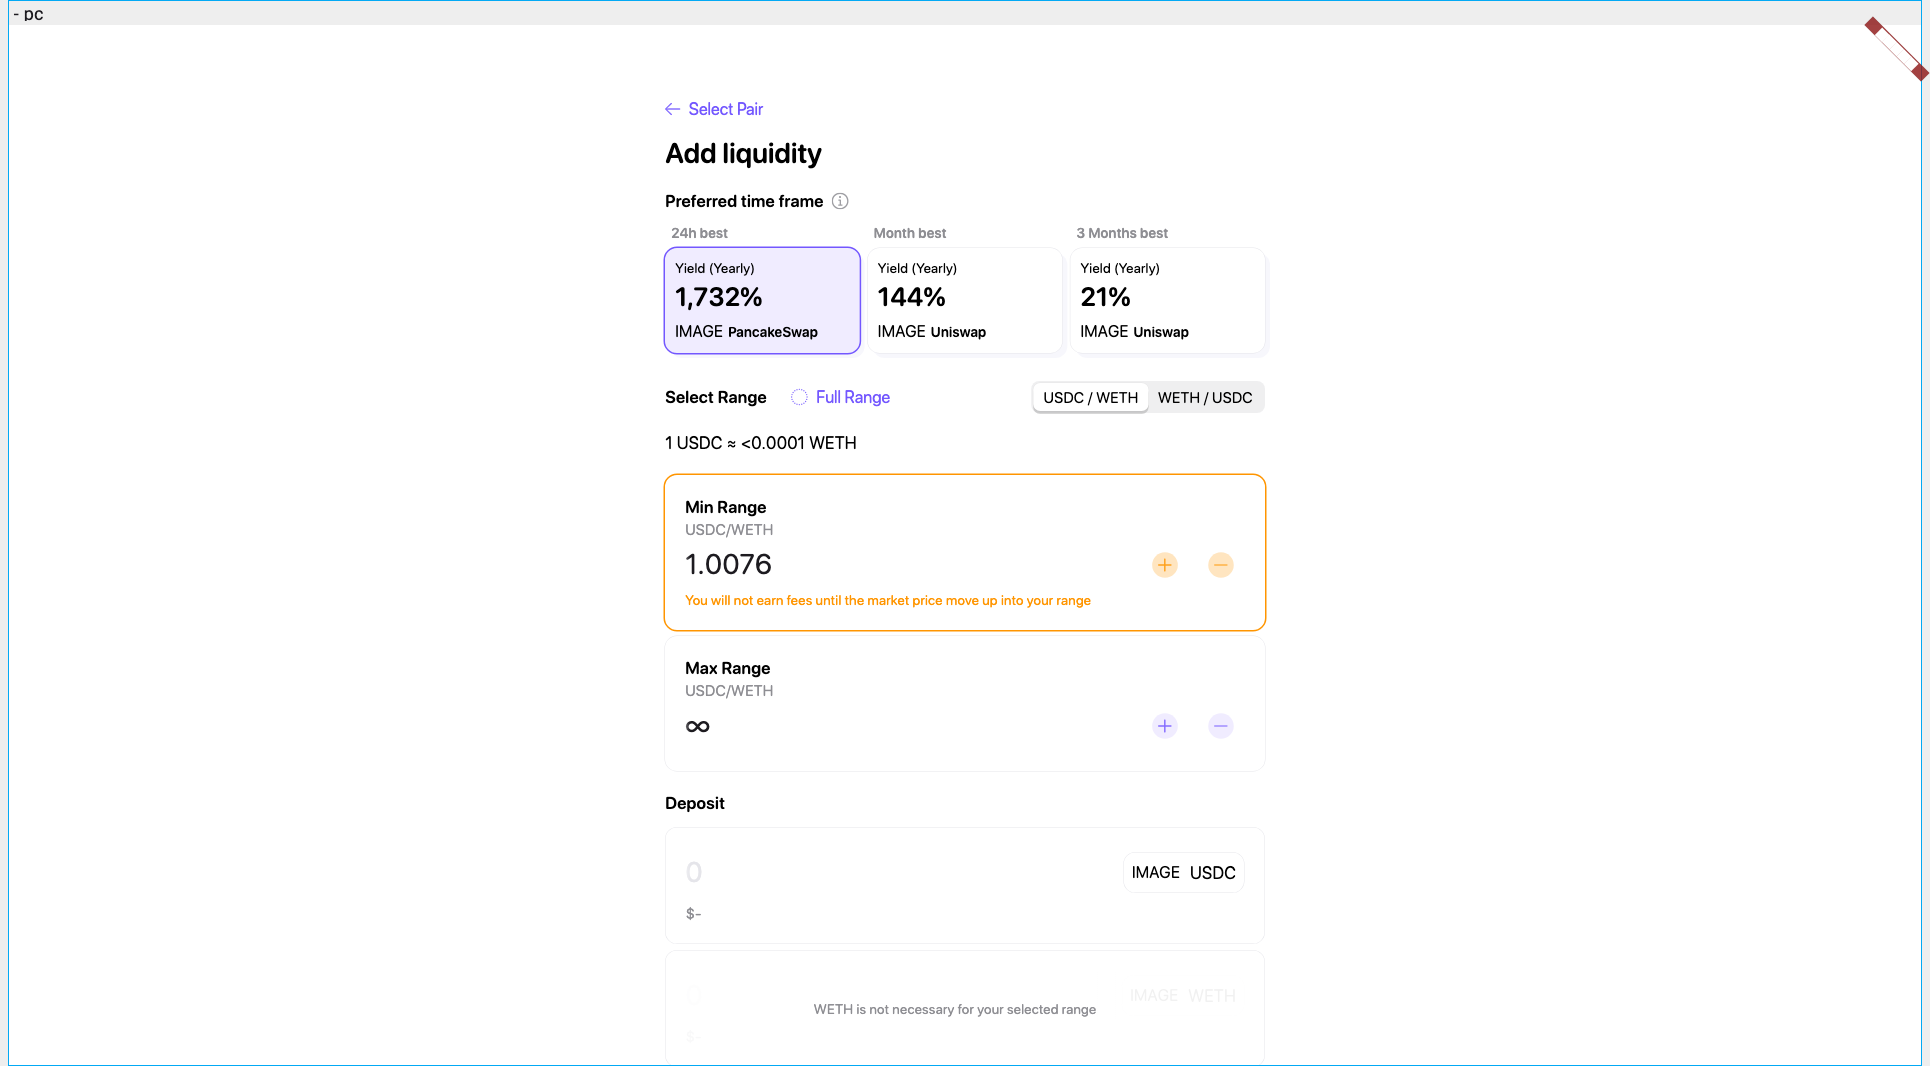 - pc
Select Pair
Add liquidity
Preferred time frame
24h best
Month best
3 Months best
Yield (Yearly)
1,732%
IMAGE PancakeSwap
Yield (Yearly)
144%
IMAGE Uniswap
Yield (Yearly)
21%
IMAGE Uniswap
Select Range
Full Range
USDC / WETH
WETH / USDC
1 USDC ≈ <0.0001 WETH
Min Range
USDC/WETH
1.0076
You will not earn fees until the market price move up into your range
Max Range
USDC/WETH
∞
Deposit
0
IMAGE USDC
$-
0
IMAGE WETH
WETH is not necessary for your selected range
$-